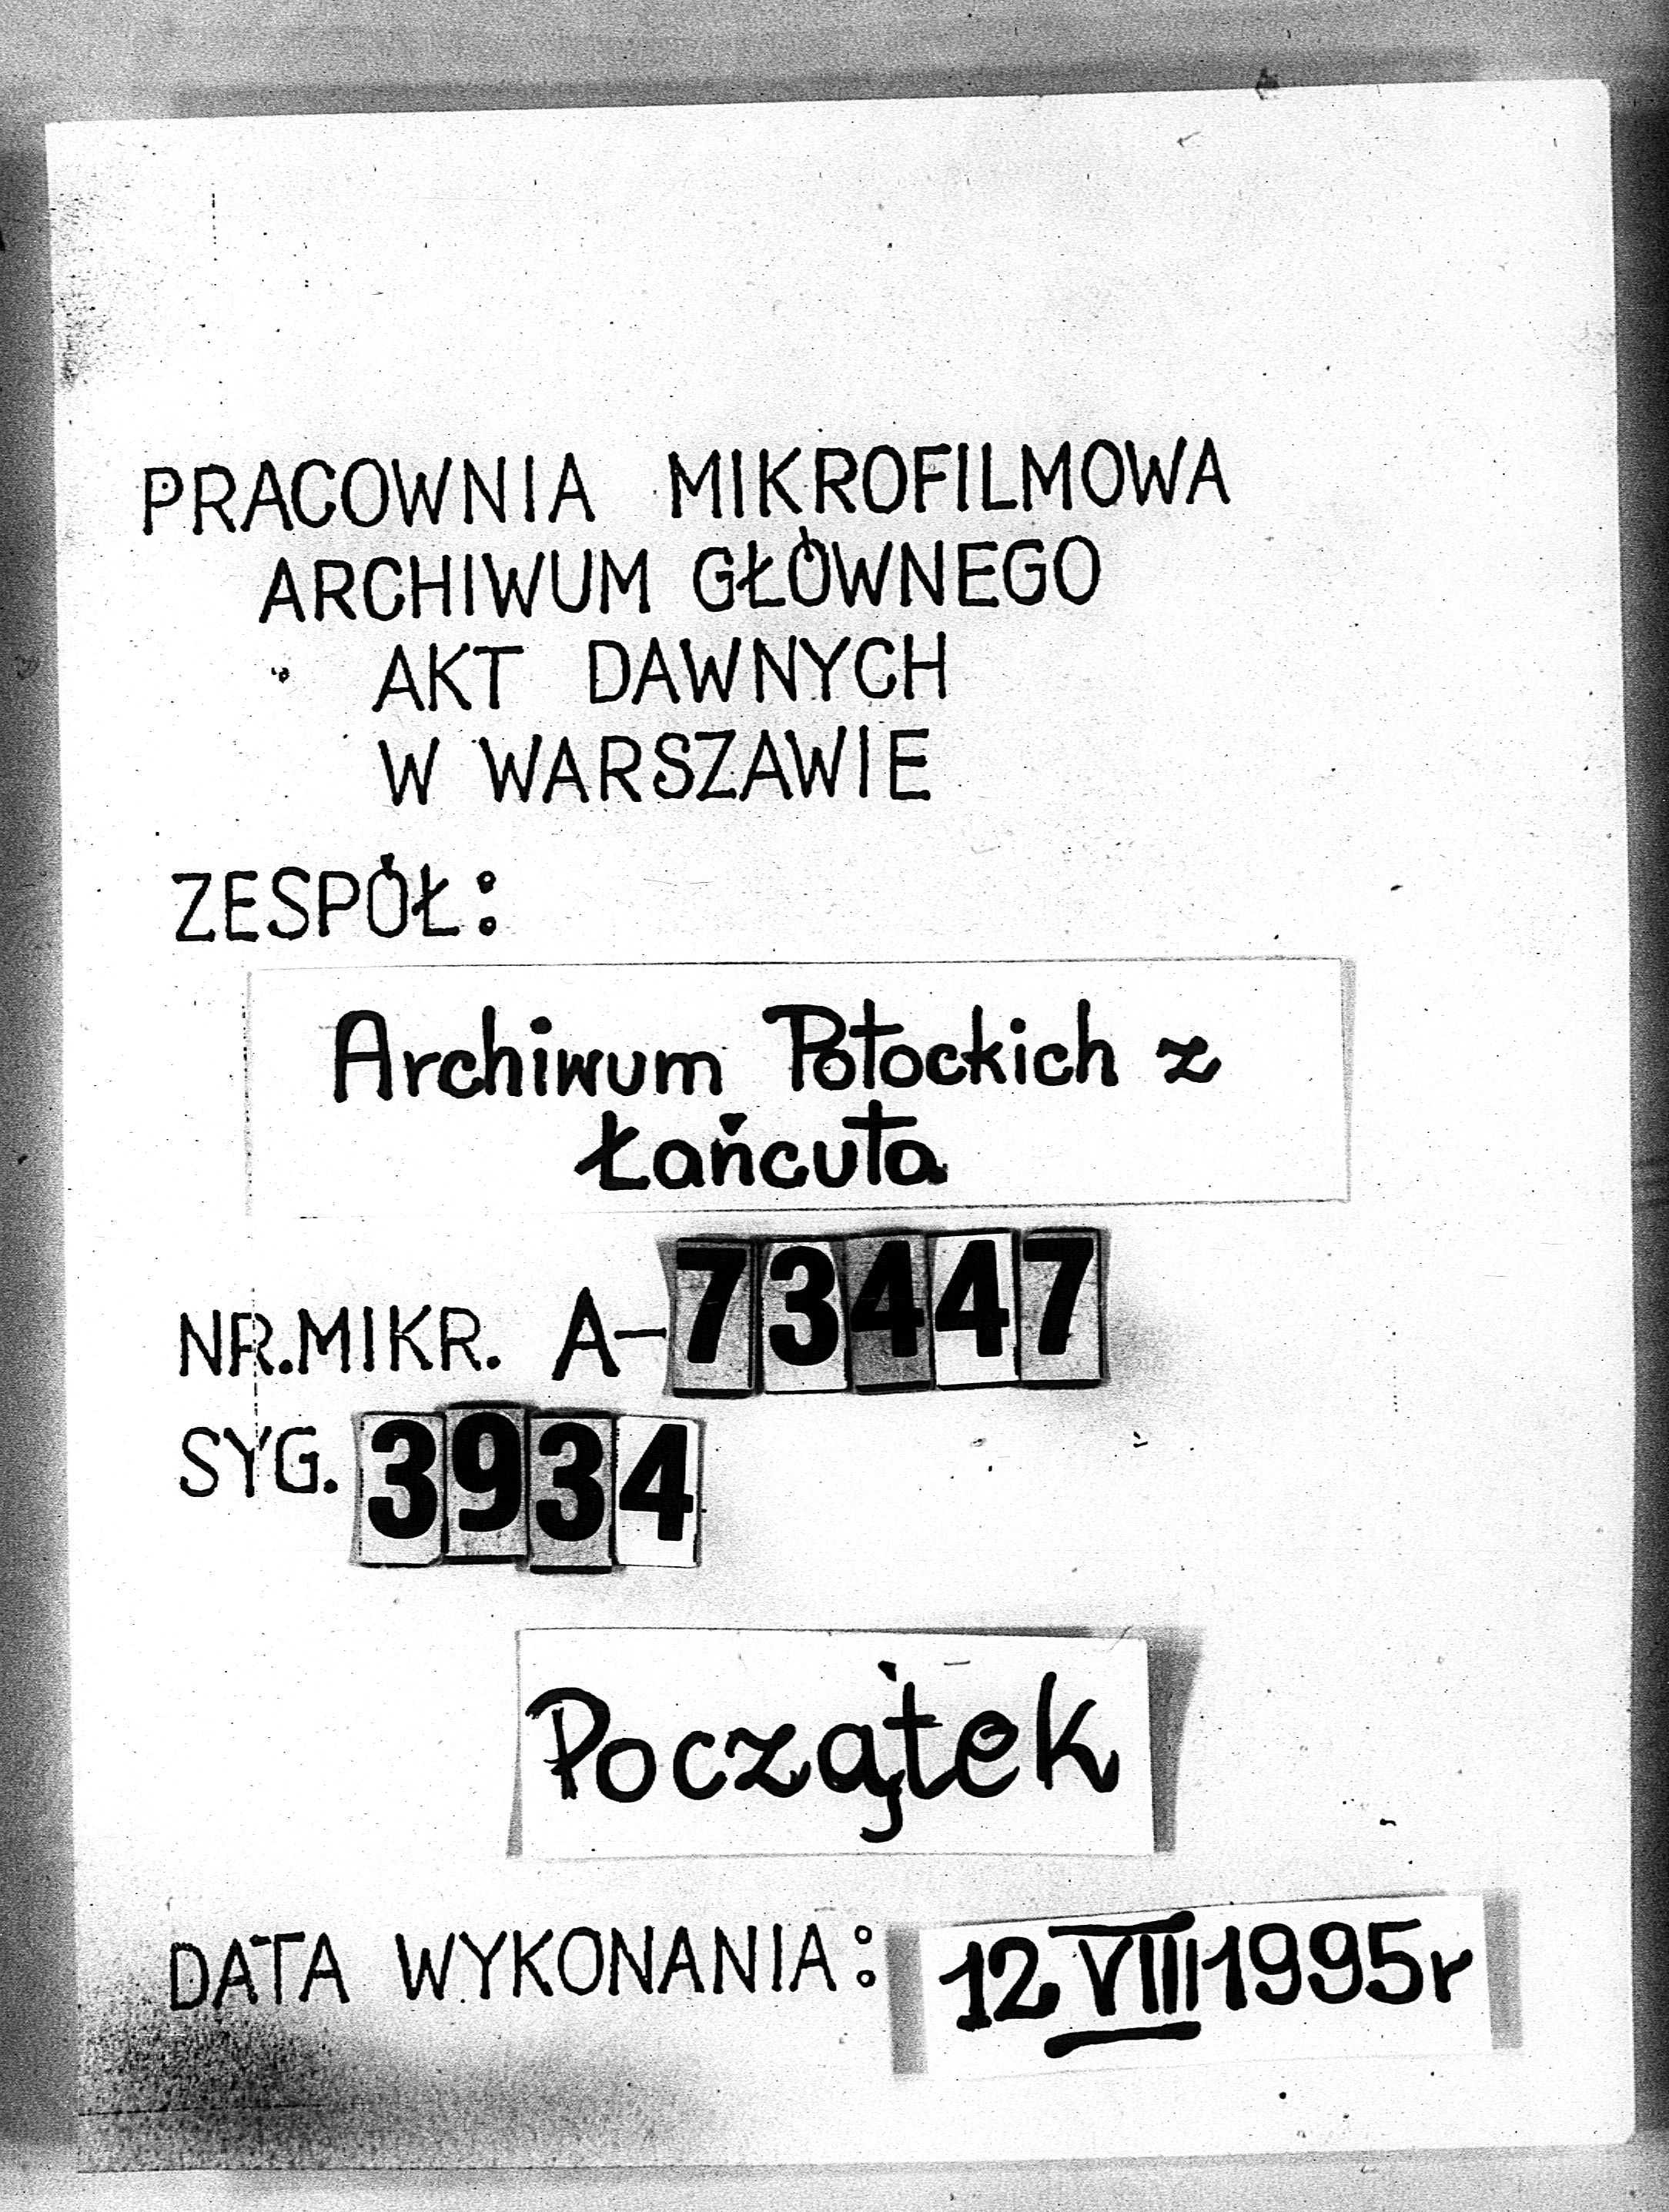 PRACOWNIA MIKROFILMOWA
ARCHIWUM GŁÓWNEGO
AKT DAWNYCH
W WARSZAWIE
ZESPÓŁ:
Archiwum Potockich z
Łańcuta
NR.MIKR. A-73447
SYG. 3934
Początek
DATA WYKONANIA: 12 VIII 1995r